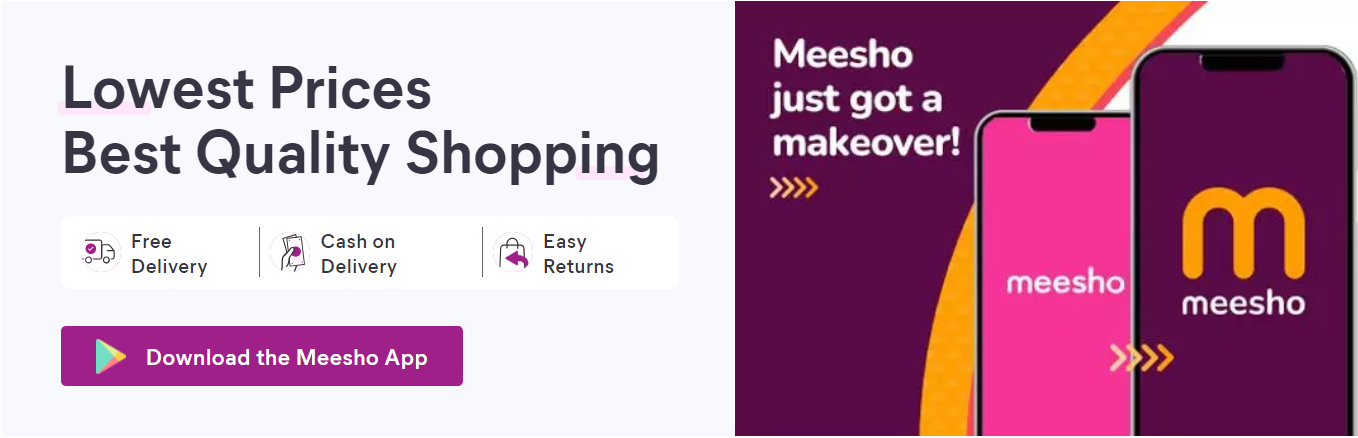 Lowest Prices
Best Quality Shopping
Free
Delivery
Cash on
Delivery
Easy
Returns
Download the Meesho App
Meesho
just got a
makeover!
meesho
m
meesho